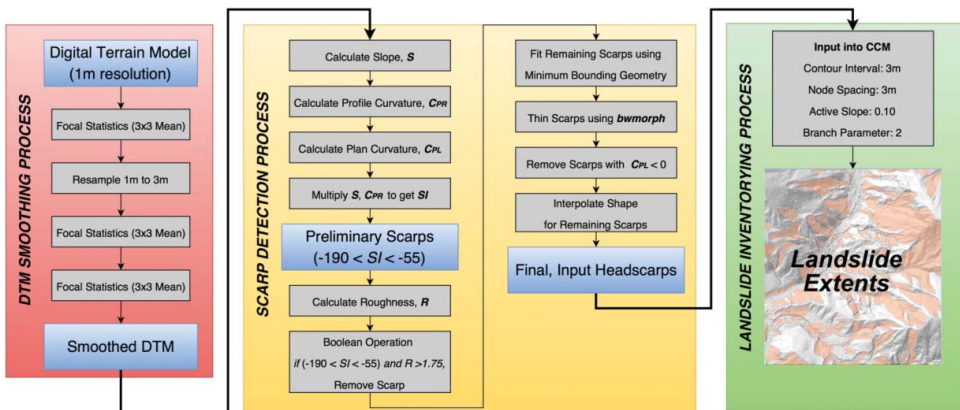 DTM SMOOTHING PROCESS
Digital Terrain Model
(1m resolution)
Focal Statistics (3x3 Mean)
Resample 1m to 3m
Focal Statistics (3x3 Mean)
Focal Statistics (3x3 Mean)
Smoothed DTM
SCARP DETECTION PROCESS
Calculate Slope, S
Calculate Profile Curvature, CPR
Calculate Plan Curvature, CPL
Multiply S, CPR to get SI
Preliminary Scarps
(-190 < SI < -55)
Calculate Roughness, R
Boolean Operation
if (-190 < SI < -55) and R >1.75,
Remove Scarp
Fit Remaining Scarps using
Minimum Bounding Geometry
Thin Scarps using bwmorph
Remove Scarps with CPL < 0
Interpolate Shape
for Remaining Scarps
Final, Input Headscarps
LANDSLIDE INVENTORYING PROCESS
Input into CCM
Contour Interval: 3m
Node Spacing: 3m
Active Slope: 0.10
Branch Parameter: 2
Landslide
Extents